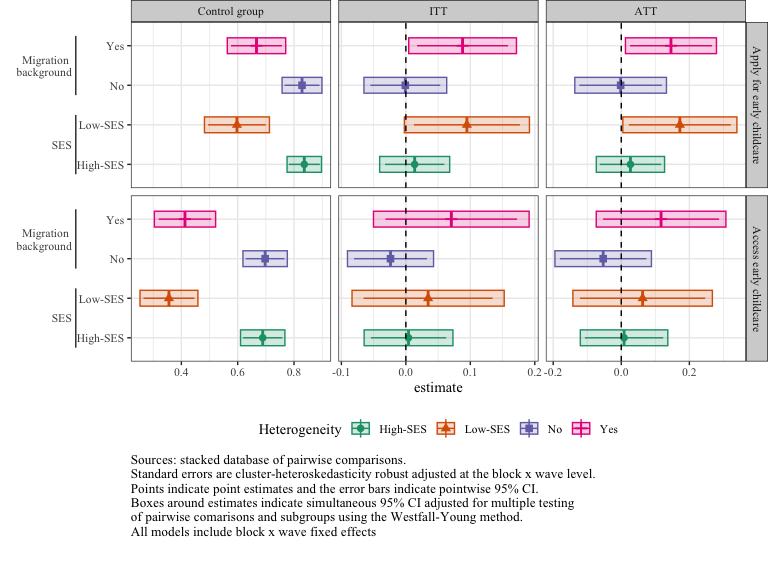 Control group
ITT
ATT
Migration
background
Yes
No
SES
Low-SES
High-SES
Apply for early childcare
Migration
background
Yes
No
SES
Low-SES
High-SES
Access early childcare
0.4 0.6 0.8
-0.1 0.0 0.1 0.2
-0.2 0.0 0.2
estimate
Heterogeneity High-SES Low-SES No Yes
Sources: stacked database of pairwise comparisons.
Standard errors are cluster-heteroskedasticity robust adjusted at the block x wave level.
Points indicate point estimates and the error bars indicate pointwise 95% CI.
Boxes around estimates indicate simultaneous 95% CI adjusted for multiple testing
of pairwise comarisons and subgroups using the Westfall-Young method.
All models include block x wave fixed effects